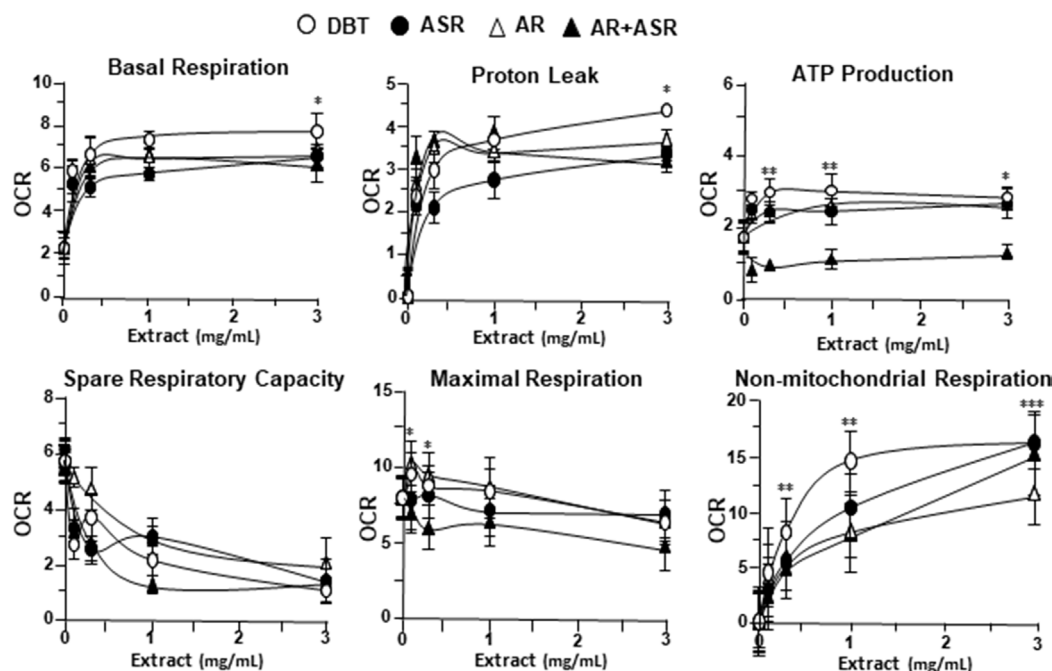 DBT ASR AR AR+ASR
Basal Respiration
10
8
6
4
2
0
OCR
*
0 1 2 3
Extract (mg/mL)
Proton Leak
5
4
3
2
1
0
OCR
*
0 1 2 3
Extract (mg/mL)
ATP Production
6
4
2
0
OCR
** ** *
0 1 2 3
Extract (mg/mL)
Spare Respiratory Capacity
8
6
4
2
0
OCR
0 1 2 3
Extract (mg/mL)
Maximal Respiration
15
10
5
0
OCR
* *
0 1 2 3
Extract (mg/mL)
Non-mitochondrial Respiration
20
15
10
5
0
OCR
** ** ***
0 1 2 3
Extract (mg/mL)